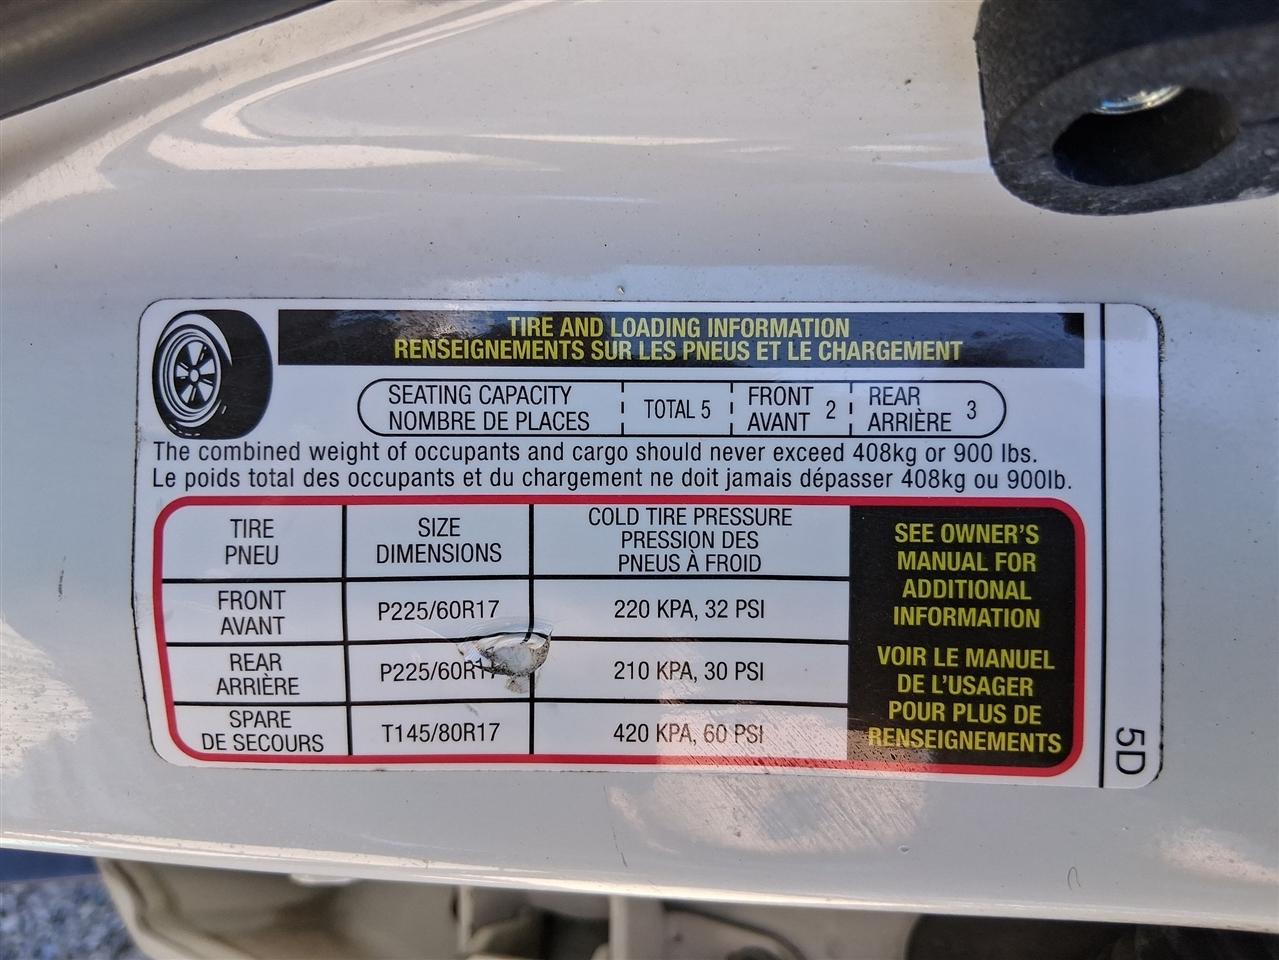 TIRE AND LOADING INFORMATION
RENSEIGNEMENTS SUR LES PNEUS ET LE CHARGEMENT
SEATING CAPACITY
NOMBRE DE PLACES
TOTAL 5
FRONT
AVANT 2
REAR
ARRIÈRE 3
The combined weight of occupants and cargo should never exceed 408kg or 900 lbs.
Le poids total des occupants et du chargement ne doit jamais dépasser 408kg ou 900lb.
TIRE
PNEU
SIZE
DIMENSIONS
COLD TIRE PRESSURE
PRESSION DES
PNEUS À FROID
FRONT
AVANT
P225/60R17
220 KPA, 32 PSI
REAR
ARRIÈRE
P225/60R17
210 KPA, 30 PSI
SPARE
DE SECOURS
T145/80R17
420 KPA, 60 PSI
SEE OWNER'S
MANUAL FOR
ADDITIONAL
INFORMATION
VOIR LE MANUEL
DE L'USAGER
POUR PLUS DE
RENSEIGNEMENTS
5D